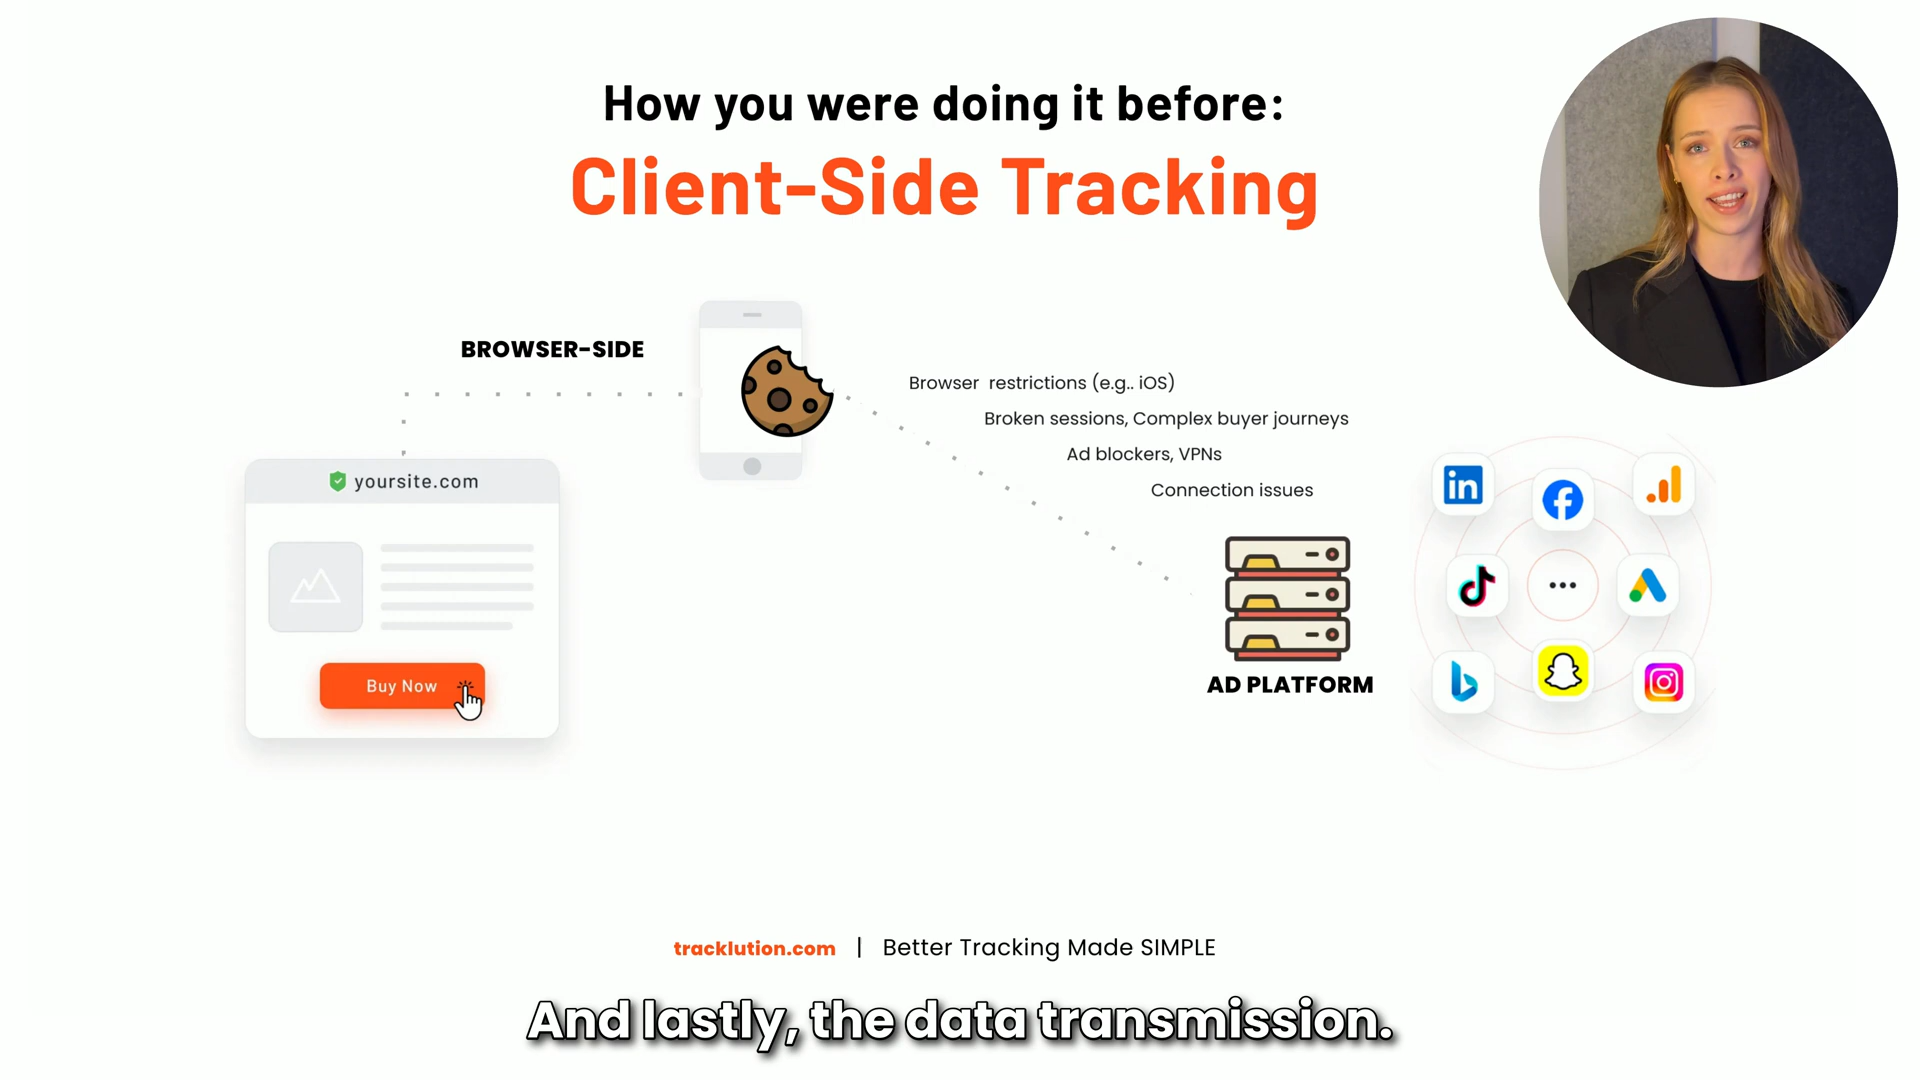 How you were doing it before:
Client-Side Tracking
BROWSER-SIDE
Browser restrictions (e.g.. iOS)
Broken sessions, Complex buyer journeys
Ad blockers, VPNs
Connection issues
yoursite.com
Buy Now
in
AD PLATFORM
tracklution.com | Better Tracking Made SIMPLE
And lastly, the data transmission.